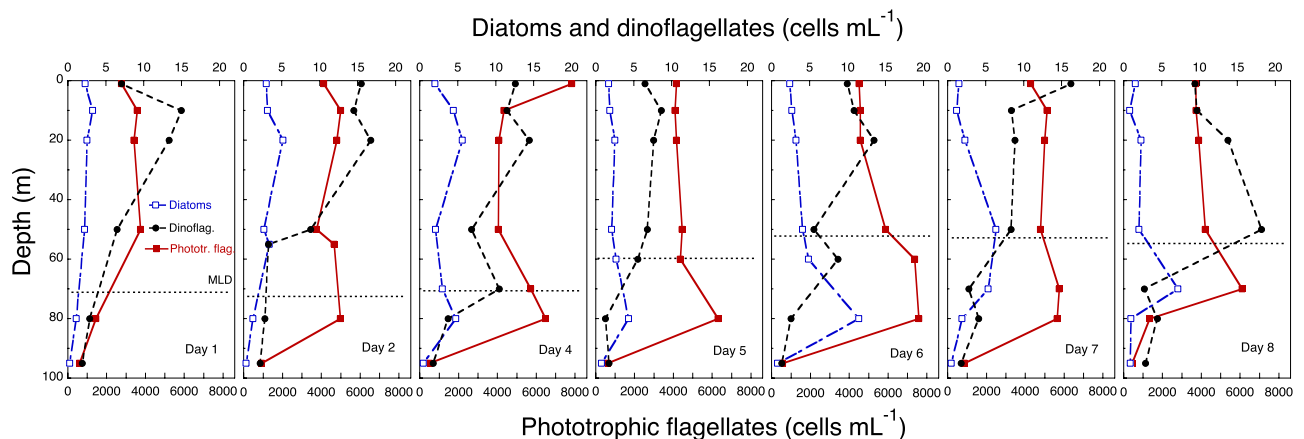 Diatoms and dinoflagellates (cells mL⁻¹)
0 5 10 15 20 0 5 10 15 20 0 5 10 15 20 0 5 10 15 20 0 5 10 15 20 0 5 10 15 20 0 5 10 15 20
0
20
40
60
80
100
Depth (m)
Diatoms
Dinoflag.
Phototr. flag.
MLD
Day 1
Day 2
Day 4
Day 5
Day 6
Day 7
Day 8
0 2000 4000 6000 8000 0 2000 4000 6000 8000 0 2000 4000 6000 8000 0 2000 4000 6000 8000 0 2000 4000 6000 8000 0 2000 4000 6000 8000 0 2000 4000 6000 8000
Phototrophic flagellates (cells mL⁻¹)